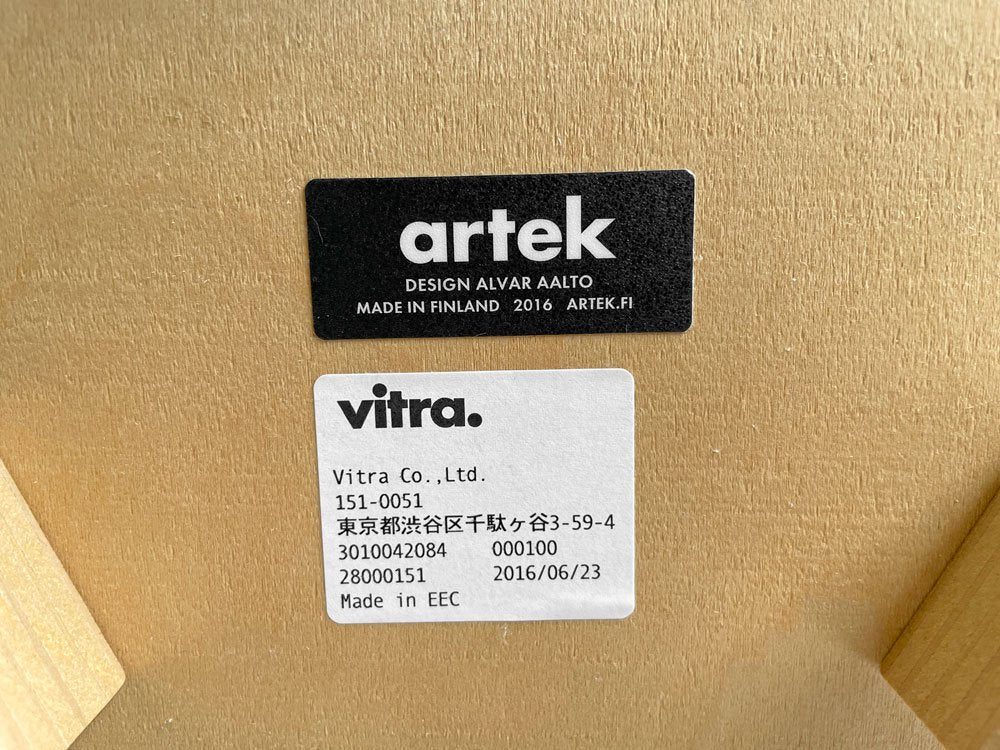 artek
DESIGN ALVAR AALTO
MADE IN FINLAND 2016 ARTEK.FI
vitra.
Vitra Co.,Ltd.
151-0051
東京都渋谷区千駄ヶ谷3-59-4
3010042084 000100
28000151 2016/06/23
Made in EEC